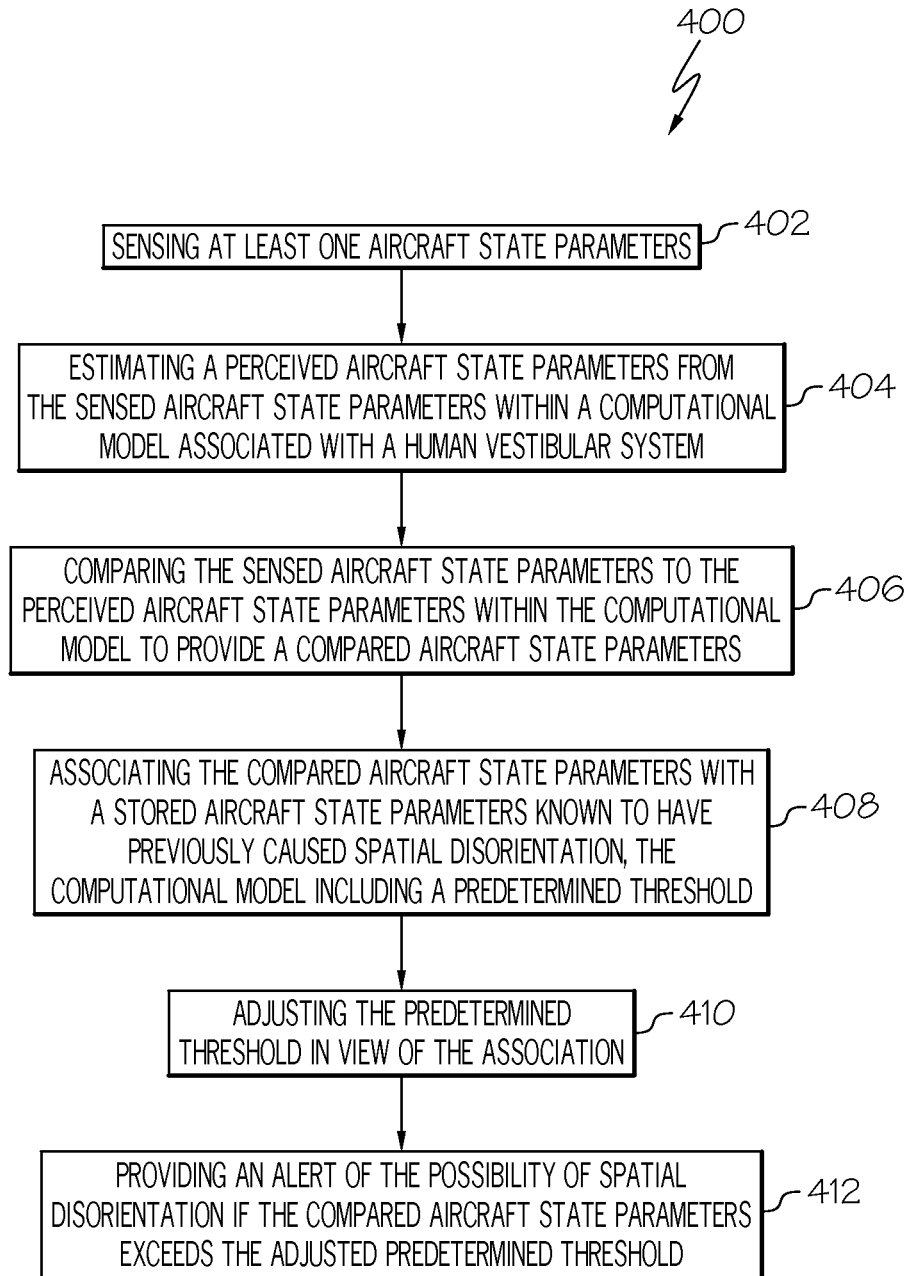 400
SENSING AT LEAST ONE AIRCRAFT STATE PARAMETERS
402
ESTIMATING A PERCEIVED AIRCRAFT STATE PARAMETERS FROM
THE SENSED AIRCRAFT STATE PARAMETERS WITHIN A COMPUTATIONAL
MODEL ASSOCIATED WITH A HUMAN VESTIBULAR SYSTEM
404
COMPARING THE SENSED AIRCRAFT STATE PARAMETERS TO THE
PERCEIVED AIRCRAFT STATE PARAMETERS WITHIN THE COMPUTATIONAL
MODEL TO PROVIDE A COMPARED AIRCRAFT STATE PARAMETERS
406
ASSOCIATING THE COMPARED AIRCRAFT STATE PARAMETERS WITH
A STORED AIRCRAFT STATE PARAMETERS KNOWN TO HAVE
PREVIOUSLY CAUSED SPATIAL DISORIENTATION, THE
COMPUTATIONAL MODEL INCLUDING A PREDETERMINED THRESHOLD
408
ADJUSTING THE PREDETERMINED
THRESHOLD IN VIEW OF THE ASSOCIATION
410
PROVIDING AN ALERT OF THE POSSIBILITY OF SPATIAL
DISORIENTATION IF THE COMPARED AIRCRAFT STATE PARAMETERS
EXCEEDS THE ADJUSTED PREDETERMINED THRESHOLD
412